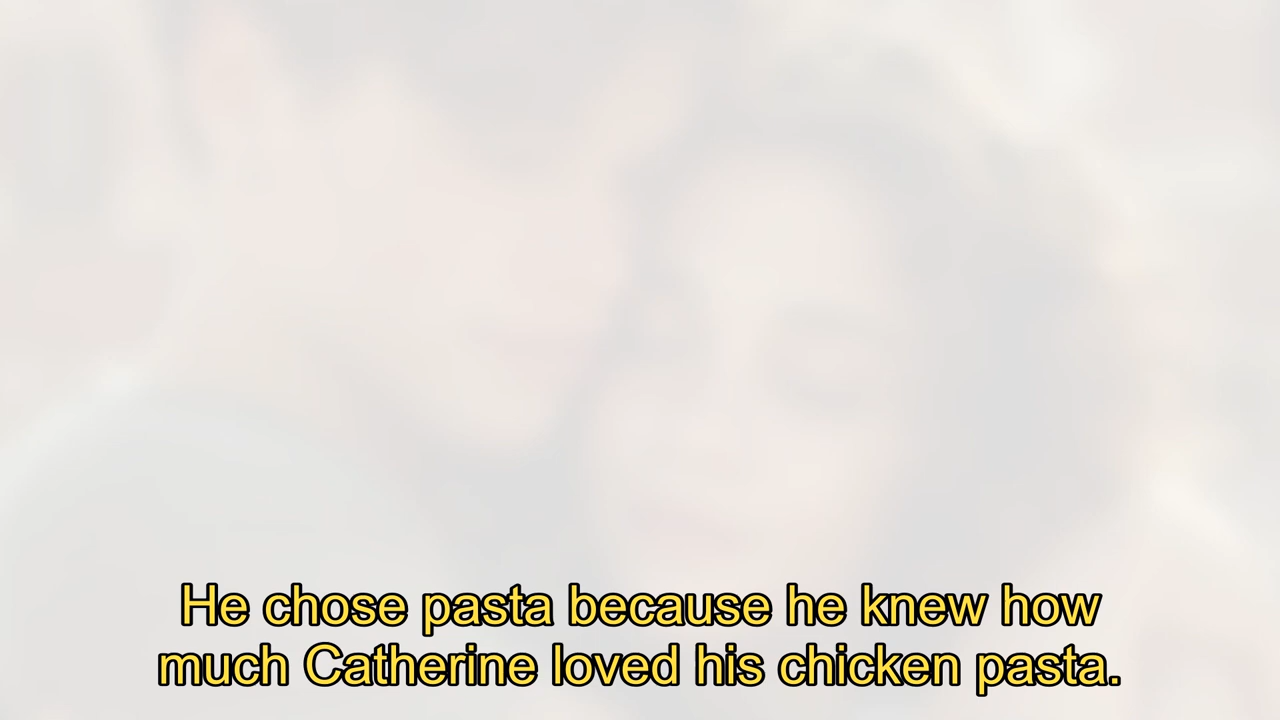 He chose pasta because he knew how
much Catherine loved his chicken pasta.